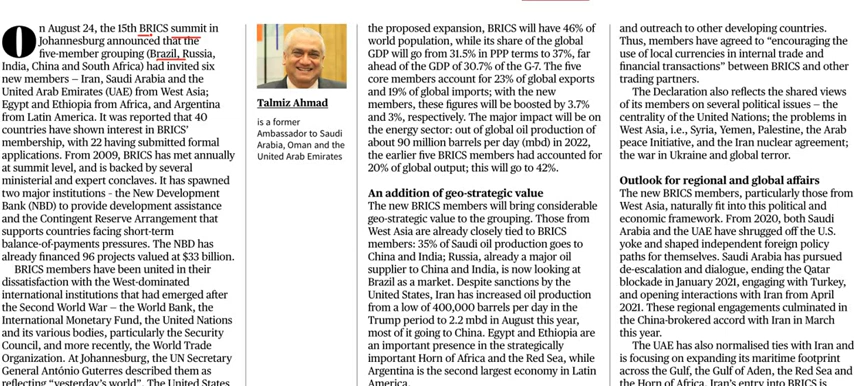 On August 24, the 15th BRICS summit in
Johannesburg announced that the
five-member grouping (Brazil, Russia,
India, China and South Africa) had invited six
new members – Iran, Saudi Arabia and the
United Arab Emirates (UAE) from West Asia;
Egypt and Ethiopia from Africa, and Argentina
from Latin America. It was reported that 40
countries have shown interest in BRICS’
membership, with 22 having submitted formal
applications. From 2009, BRICS has met annually
at summit level, and is backed by several
ministerial and expert conclaves. It has spawned
two major institutions - the New Development
Bank (NBD) to provide development assistance
and the Contingent Reserve Arrangement that
supports countries facing short-term
balance-of-payments pressures. The NBD has
already financed 96 projects valued at $33 billion.
BRICS members have been united in their
dissatisfaction with the West-dominated
international institutions that had emerged after
the Second World War – the World Bank, the
International Monetary Fund, the United Nations
and its various bodies, particularly the Security
Council, and more recently, the World Trade
Organization. At Johannesburg, the UN Secretary
General António Guterres described them as
reflecting “yesterday’s world”. The United States
Talmiz Ahmad
is a former
Ambassador to Saudi
Arabia, Oman and the
United Arab Emirates
the proposed expansion, BRICS will have 46% of
world population, while its share of the global
GDP will go from 31.5% in PPP terms to 37%, far
ahead of the GDP of 30.7% of the G-7. The five
core members account for 23% of global exports
and 19% of global imports; with the new
members, these figures will be boosted by 3.7%
and 3%, respectively. The major impact will be on
the energy sector: out of global oil production of
about 90 million barrels per day (mbd) in 2022,
the earlier five BRICS members had accounted for
20% of global output; this will go to 42%.
An addition of geo-strategic value
The new BRICS members will bring considerable
geo-strategic value to the grouping. Those from
West Asia are already closely tied to BRICS
members: 35% of Saudi oil production goes to
China and India; Russia, already a major oil
supplier to China and India, is now looking at
Brazil as a market. Despite sanctions by the
United States, Iran has increased oil production
from a low of 400,000 barrels per day in the
Trump period to 2.2 mbd in August this year,
most of it going to China. Egypt and Ethiopia are
an important presence in the strategically
important Horn of Africa and the Red Sea, while
Argentina is the second largest economy in Latin
America.
and outreach to other developing countries.
Thus, members have agreed to “encouraging the
use of local currencies in internal trade and
financial transactions” between BRICS and other
trading partners.
The Declaration also reflects the shared views
of its members on several political issues – the
centrality of the United Nations; the problems in
West Asia, i.e., Syria, Yemen, Palestine, the Arab
peace Initiative, and the Iran nuclear agreement;
the war in Ukraine and global terror.
Outlook for regional and global affairs
The new BRICS members, particularly those from
West Asia, naturally fit into this political and
economic framework. From 2020, both Saudi
Arabia and the UAE have shrugged off the U.S.
yoke and shaped independent foreign policy
paths for themselves. Saudi Arabia has pursued
de-escalation and dialogue, ending the Qatar
blockade in January 2021, engaging with Turkey,
and opening interactions with Iran from April
2021. These regional engagements culminated in
the China-brokered accord with Iran in March
this year.
The UAE has also normalised ties with Iran and
is focusing on expanding its maritime footprint
across the Gulf, the Gulf of Aden, the Red Sea and
the Horn of Africa. Iran’s entry into BRICS is